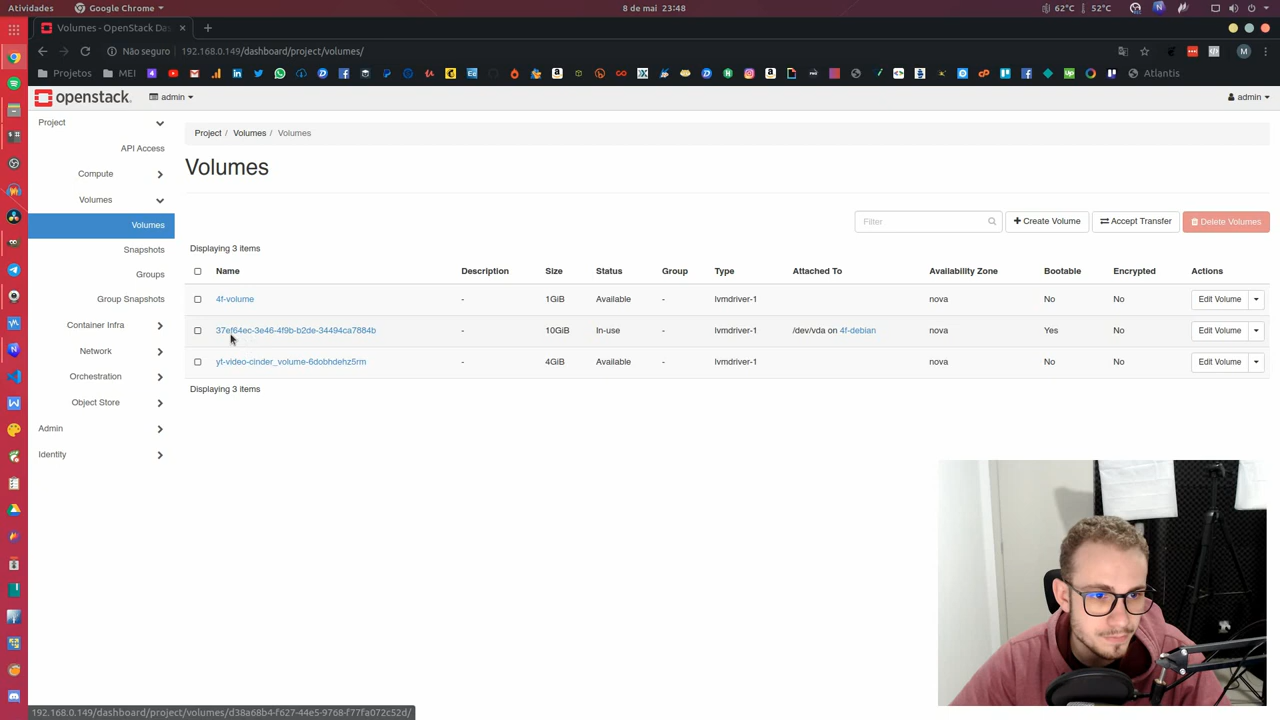 Atividades
Google Chrome
8 de mai 23:48
62°C
52°C
Volumes - OpenStack Das
Não seguro
192.168.0.149/dashboard/project/volumes/
M
Projetos
MEI
Atlantis
openstack.
admin
admin
Project
API Access
Compute
Volumes
Volumes
Snapshots
Groups
Group Snapshots
Container Infra
Network
Orchestration
Object Store
Admin
Identity
Project / Volumes / Volumes
Volumes
Filter
Create Volume
Accept Transfer
Delete Volumes
Displaying 3 items
Name Description Size Status Group Type Attached To Availability Zone Bootable Encrypted Actions
4f-volume - 1GiB Available - lvmdriver-1 nova No No Edit Volume
37ef64ec-3e46-4f9b-b2de-34494ca7884b - 10GiB In-use - lvmdriver-1 /dev/vda on 4f-debian nova Yes No Edit Volume
yt-video-cinder_volume-6dobhdehz5rm - 4GiB Available - lvmdriver-1 nova No No Edit Volume
Displaying 3 items
192.168.0.149/dashboard/project/volumes/d38a68b4-f627-44e5-9768-f77fa072c52d/